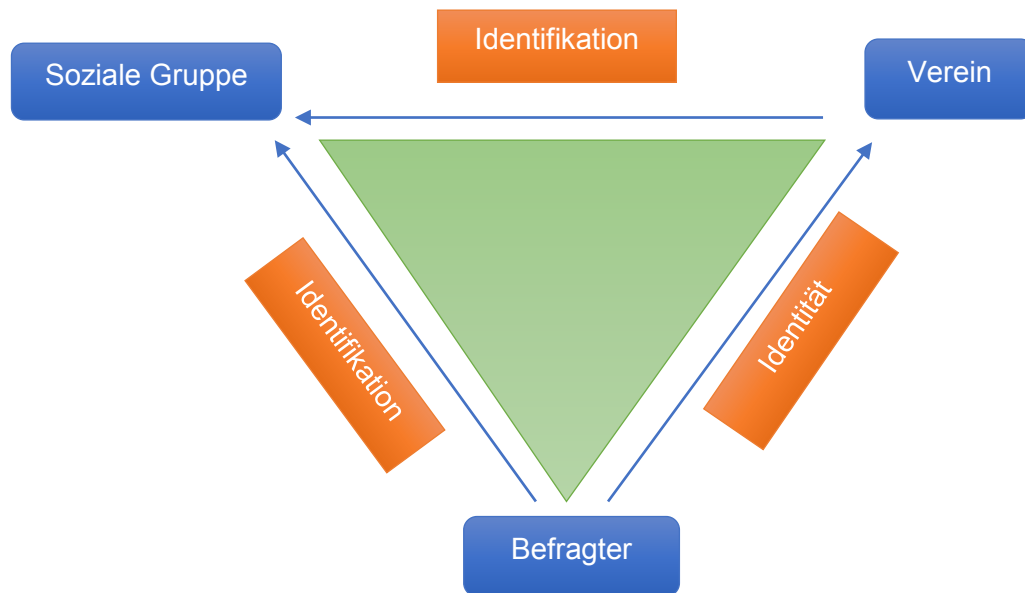 Identifikation
Soziale Gruppe
Verein
Identifikation
Identität
Befragter